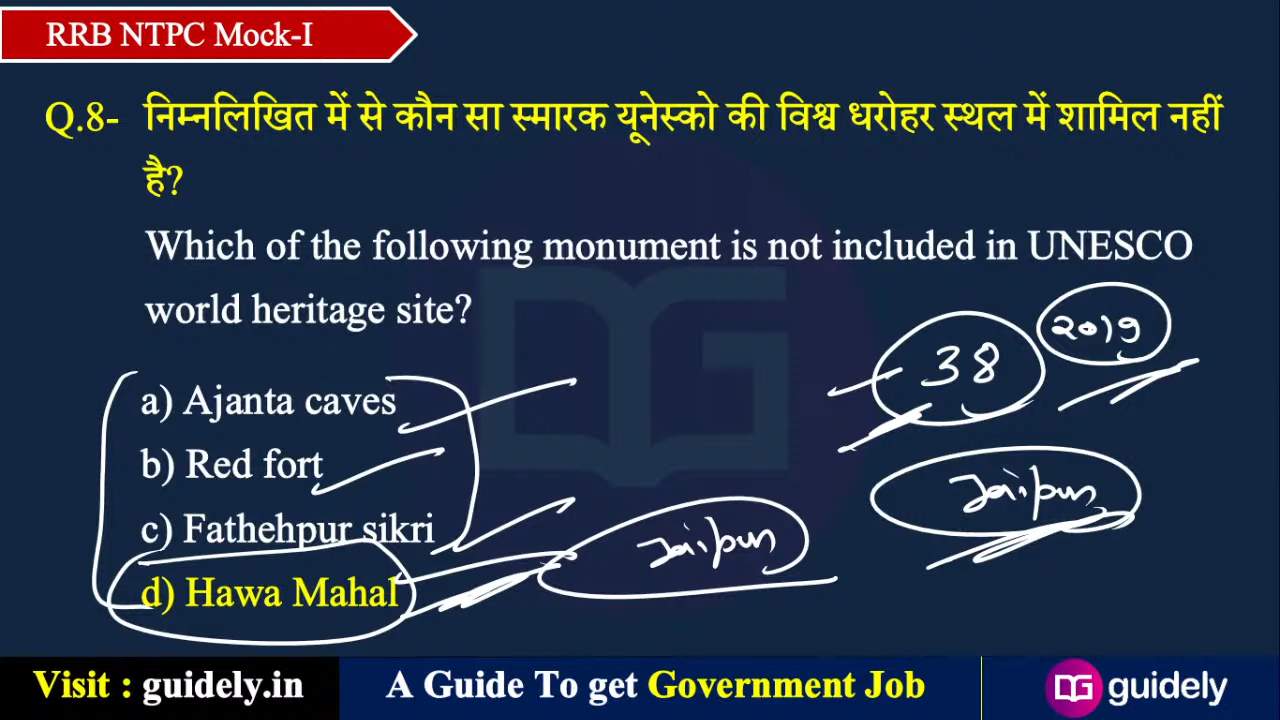 RRB NTPC Mock-I
Q.8- निम्नलिखित में से कौन सा स्मारक यूनेस्को की विश्व धरोहर स्थल में शामिल नहीं
है?
Which of the following monument is not included in UNESCO
world heritage site?
2019
38
a) Ajanta caves
b) Red fort
Jaipur
c) Fathehpur sikri
Jaipur
d) Hawa Mahal
Visit : guidely.in
A Guide To get Government Job
DG guidely